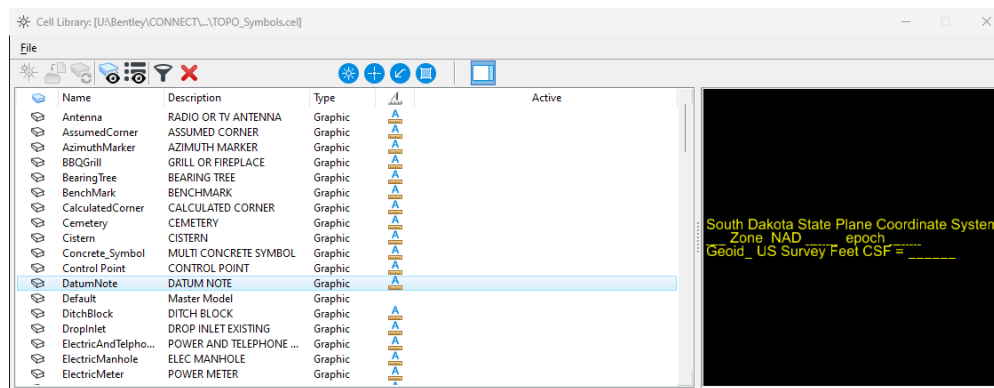 Cell Library: [U:\Bentley\CONNECT\...\TOPO_Symbols.cel]
File
Name Description Type Active
Antenna RADIO OR TV ANTENNA Graphic
AssumedCorner ASSUMED CORNER Graphic
AzimuthMarker AZIMUTH MARKER Graphic
BBQGrill GRILL OR FIREPLACE Graphic
BearingTree BEARING TREE Graphic
BenchMark BENCHMARK Graphic
CalculatedCorner CALCULATED CORNER Graphic
Cemetery CEMETERY Graphic
Cistern CISTERN Graphic
Concrete_Symbol MULTI CONCRETE SYMBOL Graphic
Control Point CONTROL POINT Graphic
DatumNote DATUM NOTE Graphic
Default Master Model Graphic
DitchBlock DITCH BLOCK Graphic
DropInlet DROP INLET EXISTING Graphic
ElectricAndTelpho... POWER AND TELEPHONE ... Graphic
ElectricManhole ELEC MANHOLE Graphic
ElectricMeter POWER METER Graphic
South Dakota State Plane Coordinate System
___ Zone NAD _____ epoch _____
Geoid_ US Survey Feet CSF = ______